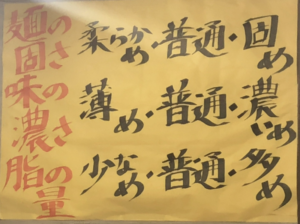 麺の固さ
柔らかめ・普通・固め
味の濃さ
薄め・普通・濃いめ
脂の量
少なめ・普通・多め